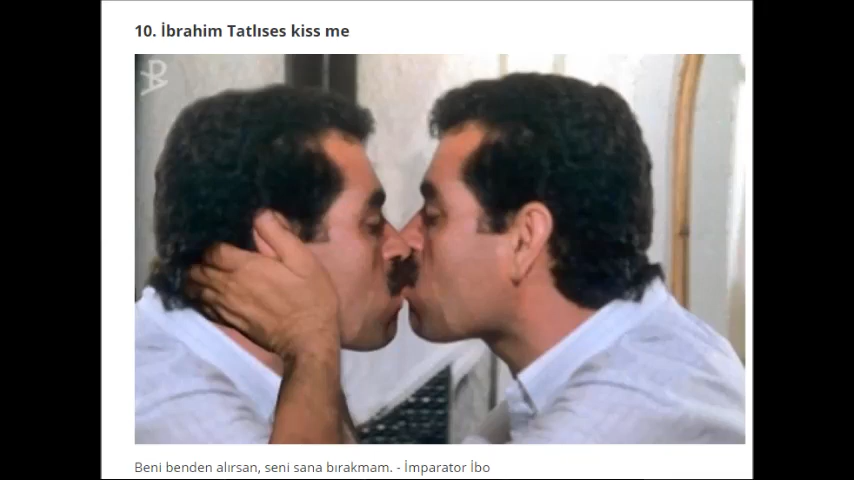 10. İbrahim Tatlıses kiss me
Beni benden alırsan, seni sana bırakmam. - İmparator İbo